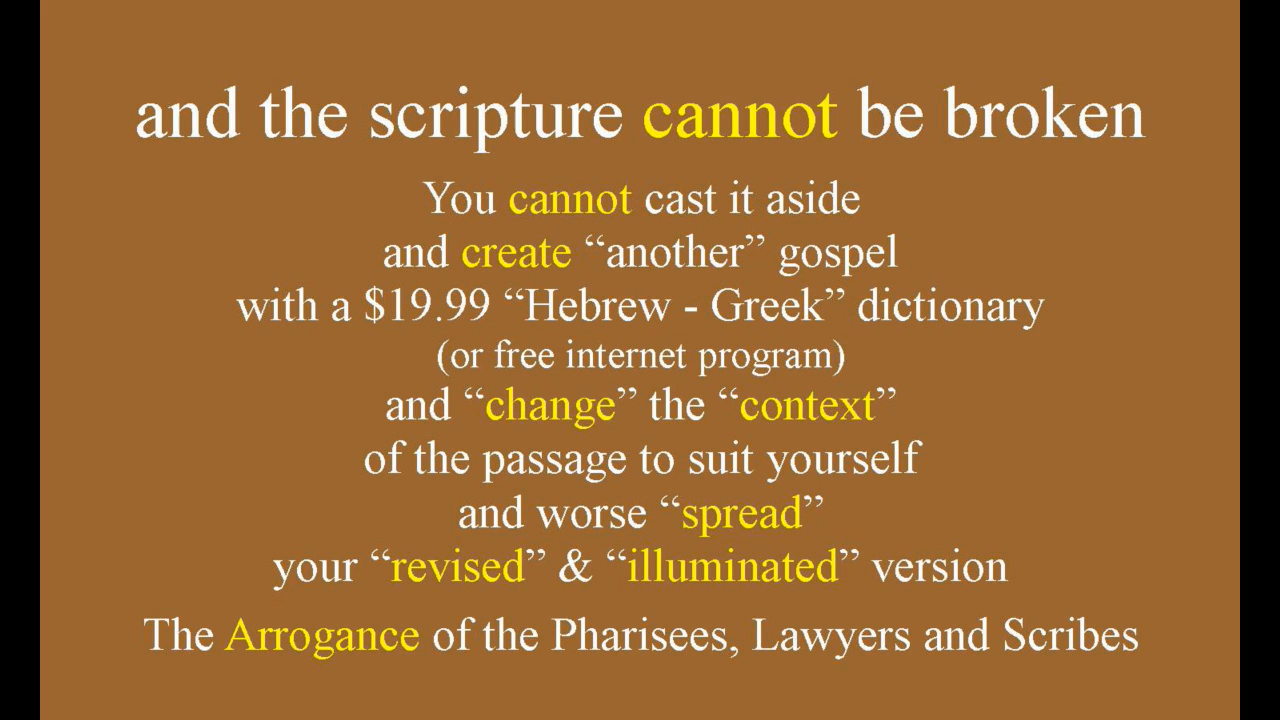 and the scripture cannot be broken
You cannot cast it aside
and create “another” gospel
with a $19.99 “Hebrew - Greek” dictionary
(or free internet program)
and “change” the “context”
of the passage to suit yourself
and worse “spread”
your “revised” & “illuminated” version
The Arrogance of the Pharisees, Lawyers and Scribes